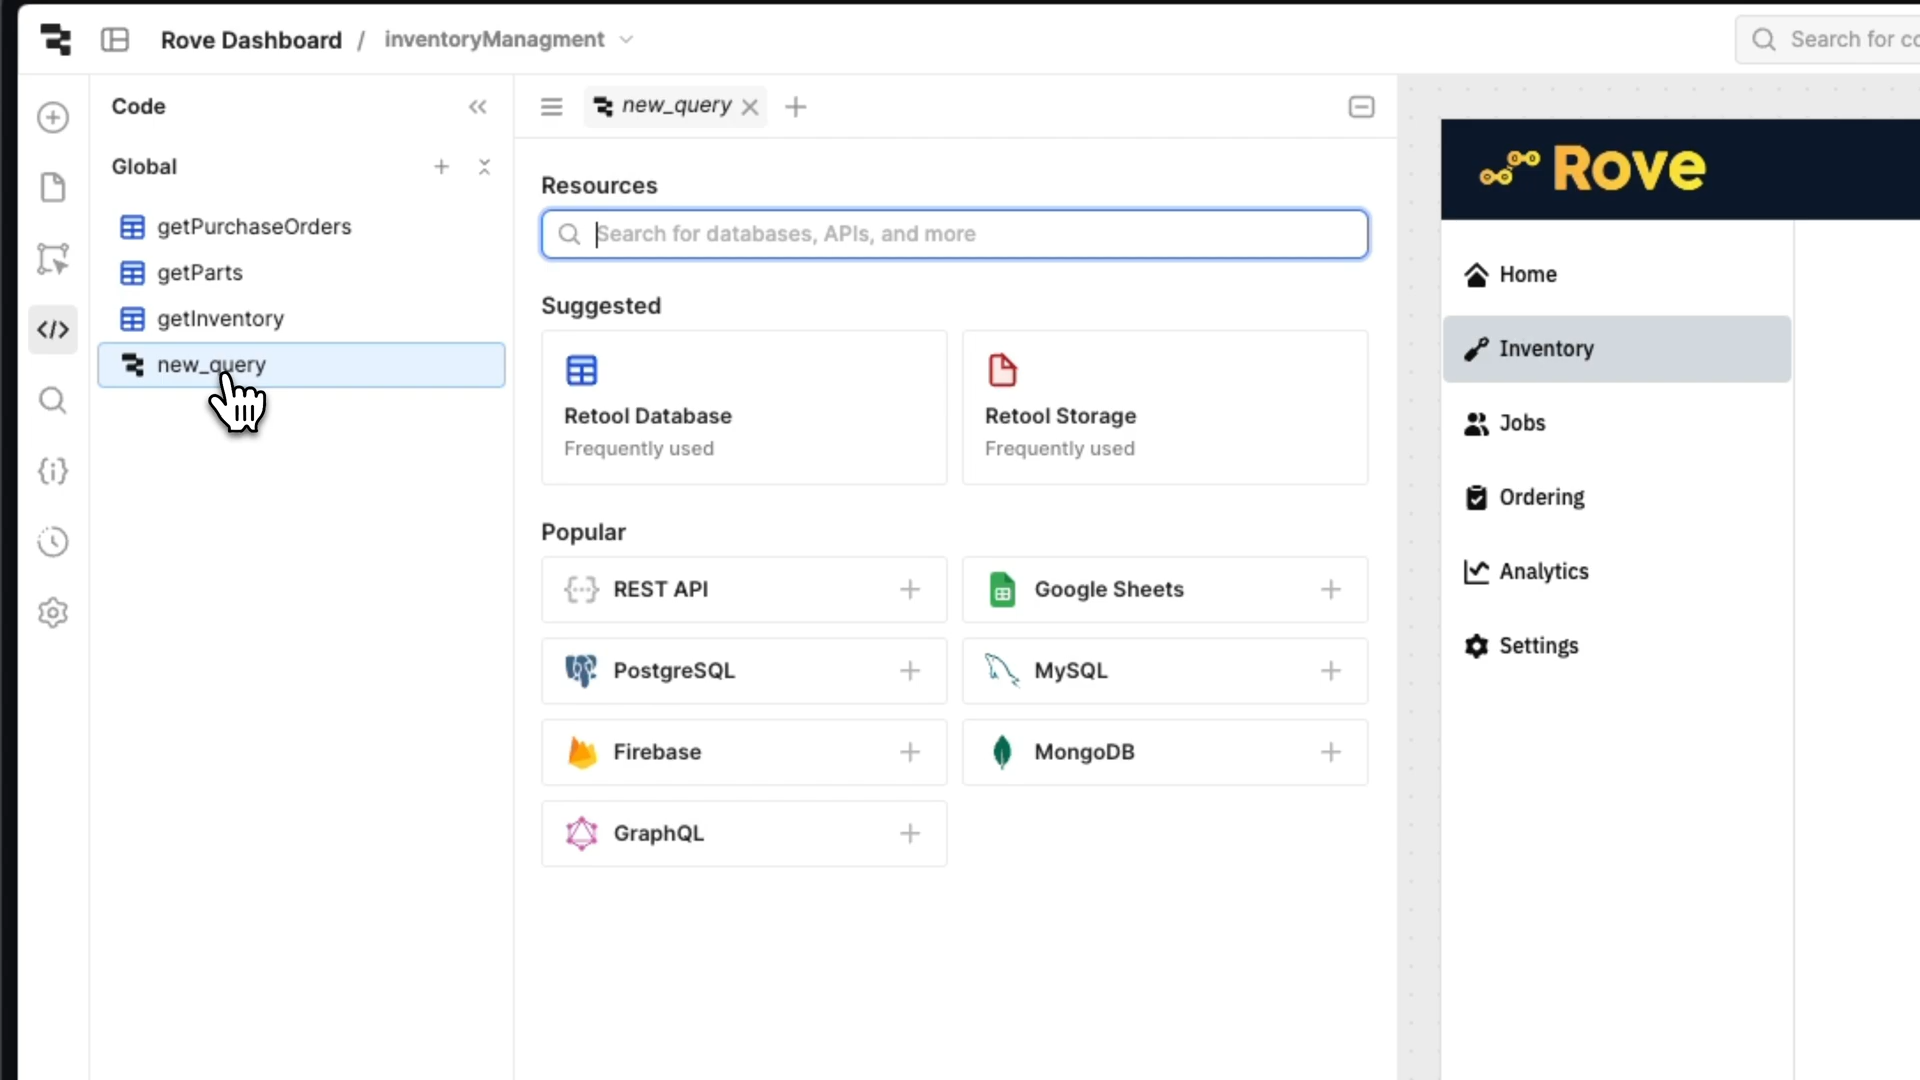 Rove Dashboard / inventoryManagment
Search for co
Code
Global
getPurchaseOrders
getParts
getInventory
new_query
new_query
Resources
Search for databases, APIs, and more
Suggested
Retool Database
Frequently used
Retool Storage
Frequently used
Popular
REST API
Google Sheets
PostgreSQL
MySQL
Firebase
MongoDB
GraphQL
Rove
Home
Inventory
Jobs
Ordering
Analytics
Settings